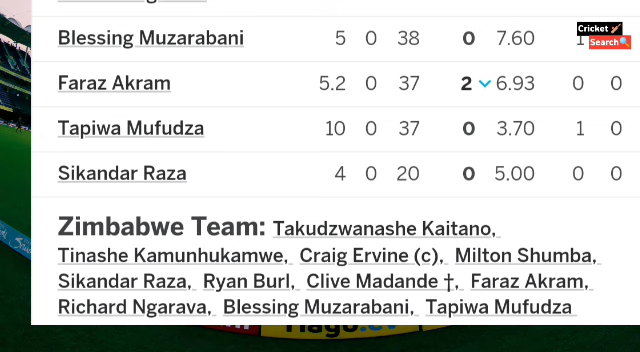 Blessing Muzarabani 5 0 38 0 7.60 1
Cricket
Search
Faraz Akram 5.2 0 37 2 6.93 0 0
Tapiwa Mufudza 10 0 37 0 3.70 1 0
Sikandar Raza 4 0 20 0 5.00 0 0
Zimbabwe Team: Takudzwanashe Kaitano,
Tinashe Kamunhukamwe, Craig Ervine (c), Milton Shumba,
Sikandar Raza, Ryan Burl, Clive Madande †, Faraz Akram,
Richard Ngarava, Blessing Muzarabani, Tapiwa Mufudza